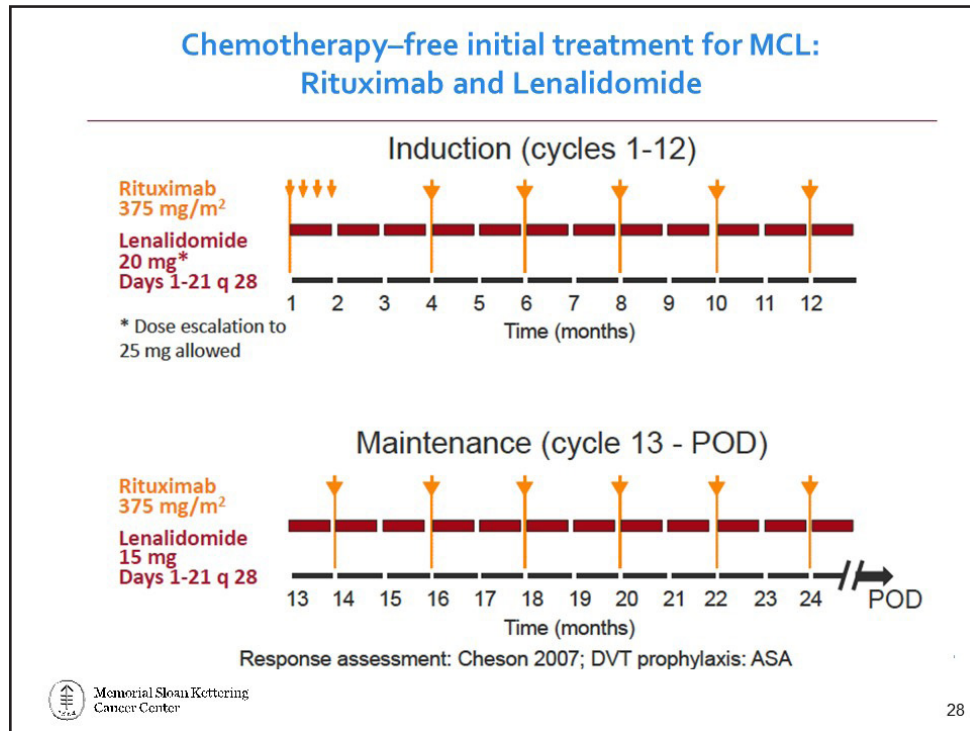 Chemotherapy–free initial treatment for MCL:
Rituximab and Lenalidomide
Induction (cycles 1-12)
Rituximab
375 mg/m²
Lenalidomide
20 mg*
Days 1-21 q 28
1 2 3 4 5 6 7 8 9 10 11 12
Time (months)
* Dose escalation to
25 mg allowed
Maintenance (cycle 13 - POD)
Rituximab
375 mg/m²
Lenalidomide
15 mg
Days 1-21 q 28
13 14 15 16 17 18 19 20 21 22 23 24
POD
Time (months)
Response assessment: Cheson 2007; DVT prophylaxis: ASA
Memorial Sloan Kettering
Cancer Center
28